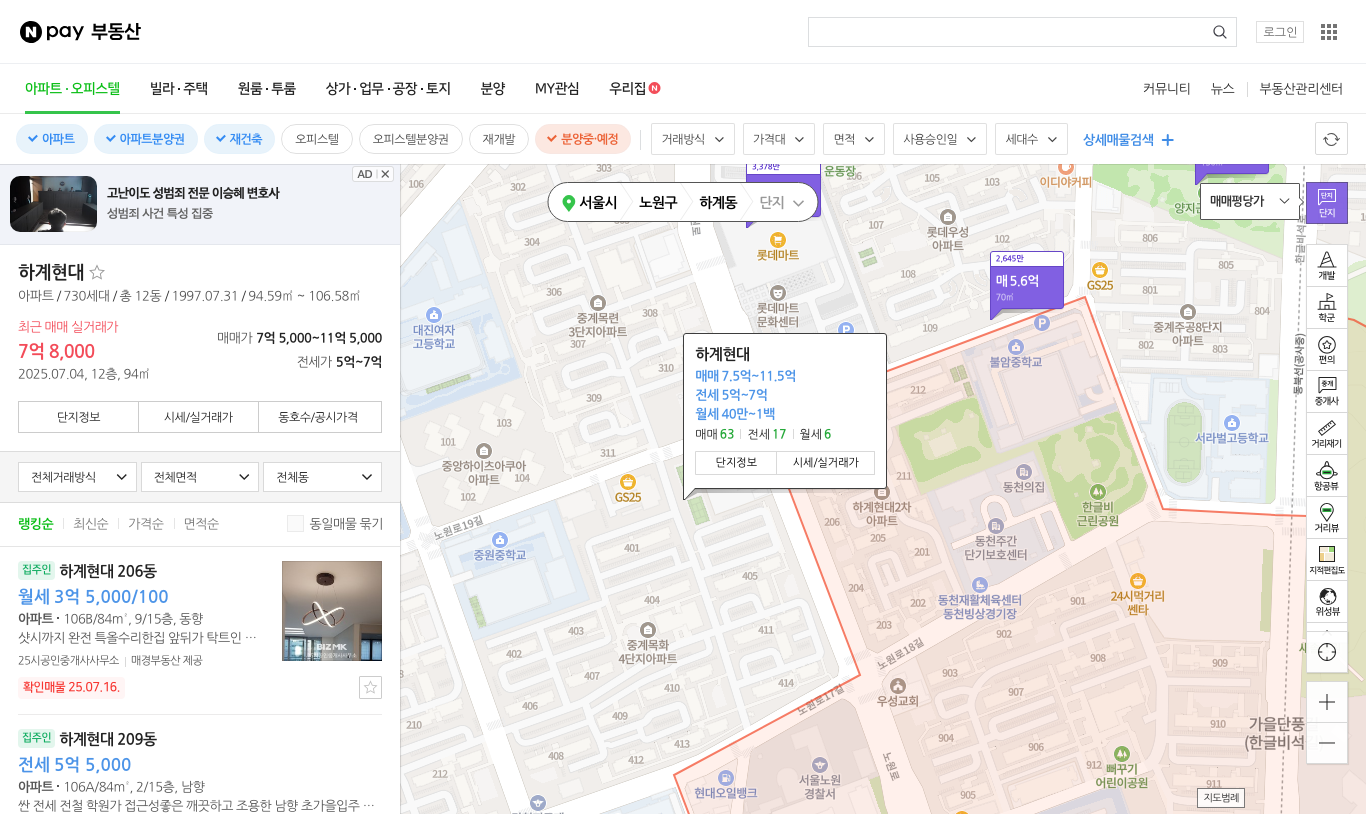 N pay 부동산
로그인
아파트·오피스텔
빌라·주택
원룸·투룸
상가·업무·공장·토지
분양
MY관심
우리집 N
커뮤니티
뉴스
부동산관리센터
아파트
아파트분양권
재건축
오피스텔
오피스텔분양권
재개발
분양중·예정
거래방식
가격대
면적
사용승인일
세대수
상세매물검색
AD
고난이도 성범죄 전문 이승혜 변호사
성범죄 사건 특성 집중
하계현대
아파트 / 730세대 / 총 12동 / 1997.07.31 / 94.59㎡ ~ 106.58㎡
최근 매매 실거래가
7억 8,000
2025.07.04, 12층, 94㎡
매매가 7억 5,000~11억 5,000
전세가 5억~7억
단지정보
시세/실거래가
동호수/공시가격
전체거래방식
전체면적
전체동
랭킹순
최신순
가격순
면적순
동일매물 묶기
집주인 하계현대 206동
월세 3억 5,000/100
아파트 · 106B/84m², 9/15층, 동향
샷시까지 완전 특올수리한집 앞뒤가 탁트인 ···
25시공인중개사사무소 | 매경부동산 제공
확인매물 25.07.16.
BIZMK
집주인 하계현대 209동
전세 5억 5,000
아파트 · 106A/84m², 2/15층, 남향
싼 전세 전철 학원가 접근성좋은 깨끗하고 조용한 남향 초가을입주 ···
서울시
노원구
하계동
단지
3,378만
운동장
이디야커피
매매평당가
단지
단지
106
105
102
103
101
양지근
806
801
805
롯데우성
아파트
롯데마트
108
2,645만
매 5.6억
70㎡
GS25
207
대진여자
고등학교
중계목련
3단지아파트
롯데마트
문화센터
P
P
불암중학교
중계주공8단지
아파트
802
803
310
309
307
311
101
103
102
중앙하이츠아쿠아
아파트
GS25
하계현대
매매 7.5억~11.5억
전세 5억~7억
월세 40만~1백
매매 63
전세 17
월세 6
단지정보
시세/실거래가
서라벌고등학교
동천의집
한글비
근린공원
하계현대2차
아파트
206
205
202
201
동천주간
단기보호센터
노원로19길
중원중학교
401
405
404
403
402
411
중계목화
4단지아파트
410
414
406
409
408
412
413
210
212
동천재활체육센터
동천빙상경기장
24시먹거리
쎈타
노원로18길
노원로17길
우성교회
901
902
903
904
905
907
908
909
910
911
가을단풍
(한글비석
뻐꾸기
어린이공원
서울노원
경찰서
현대오일뱅크
노원로
한글비석로
동북선(공사중)
개발
학군
편의
중개
중개사
거리재기
항공뷰
거리뷰
지적편집도
위성뷰
지도범례